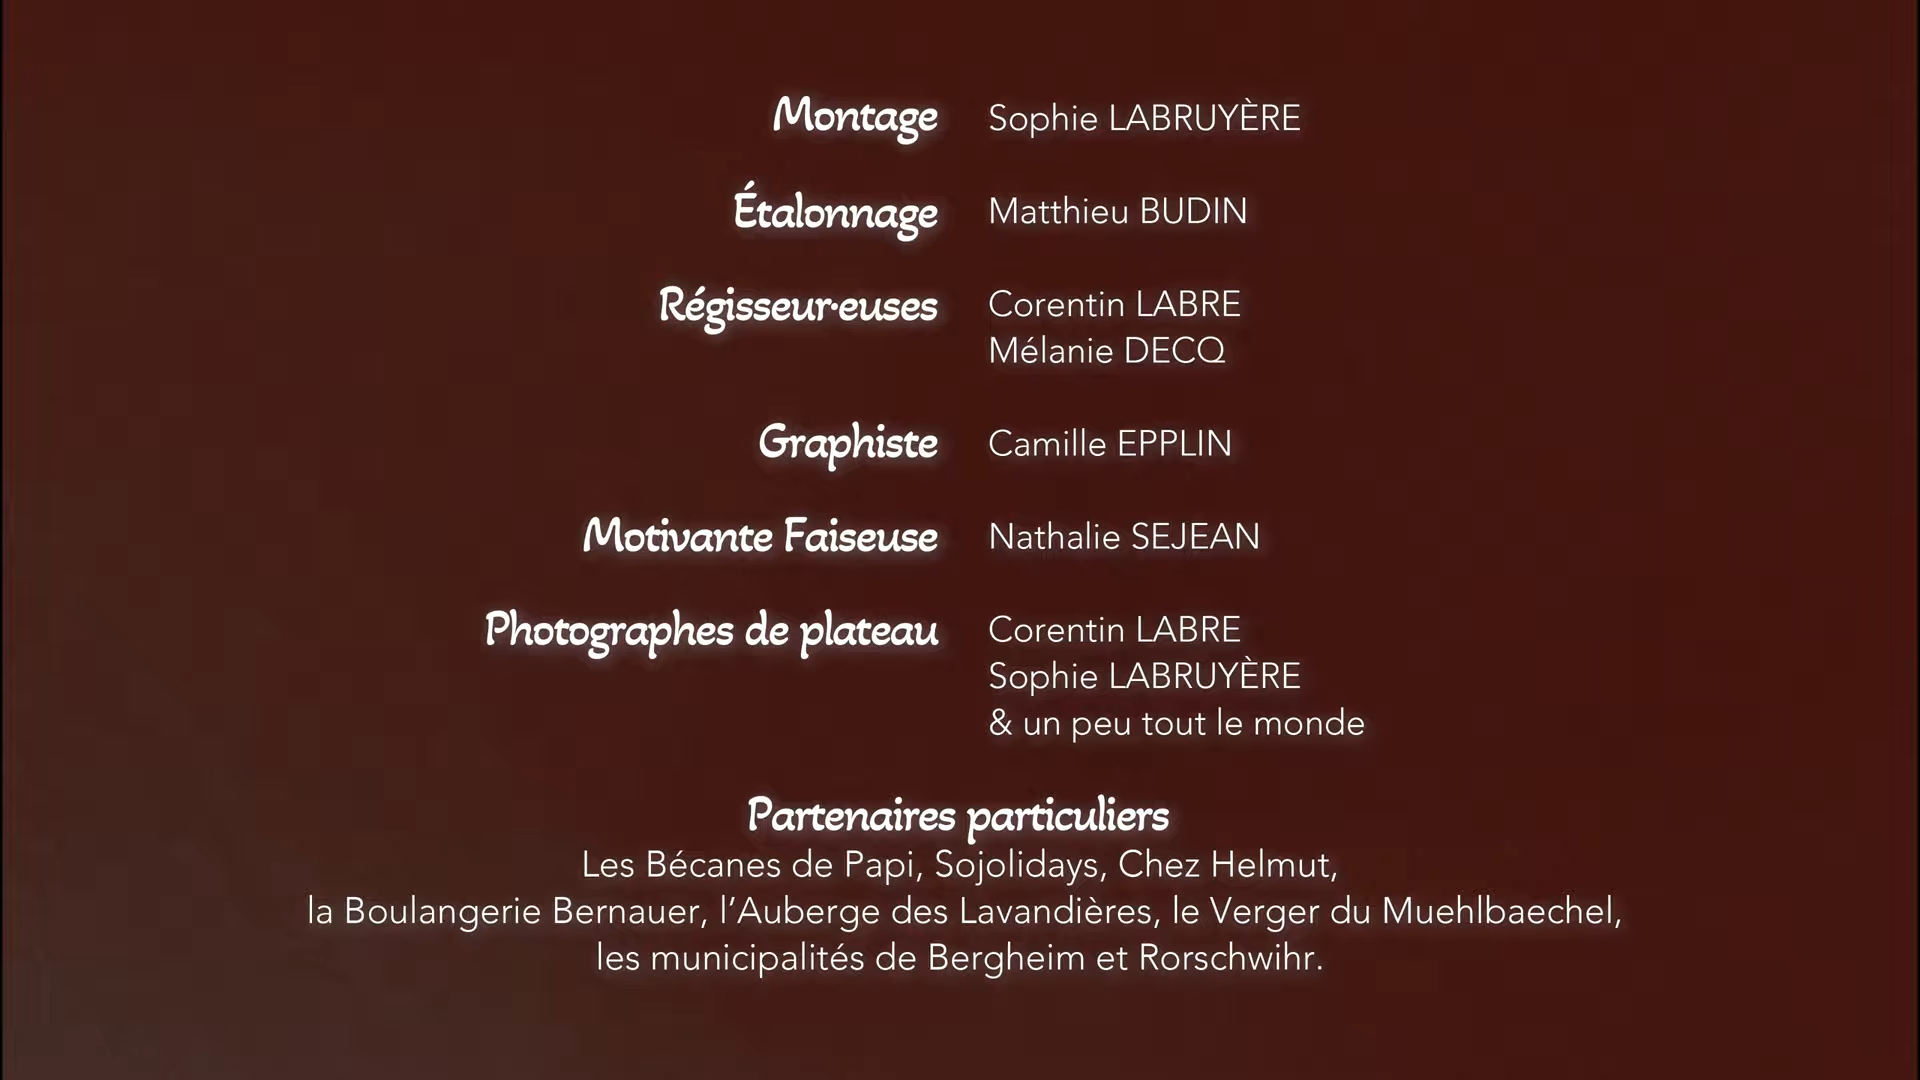 Montage Sophie LABRUYÈRE
Étalonnage Matthieu BUDIN
Régisseur·euses Corentin LABRE
Mélanie DECQ
Graphiste Camille EPPLIN
Motivante Faiseuse Nathalie SEJEAN
Photographes de plateau Corentin LABRE
Sophie LABRUYÈRE
& un peu tout le monde
Partenaires particuliers
Les Bécanes de Papi, Sojolidays, Chez Helmut,
la Boulangerie Bernauer, l’Auberge des Lavandières, le Verger du Muehlbaechel,
les municipalités de Bergheim et Rorschwihr.